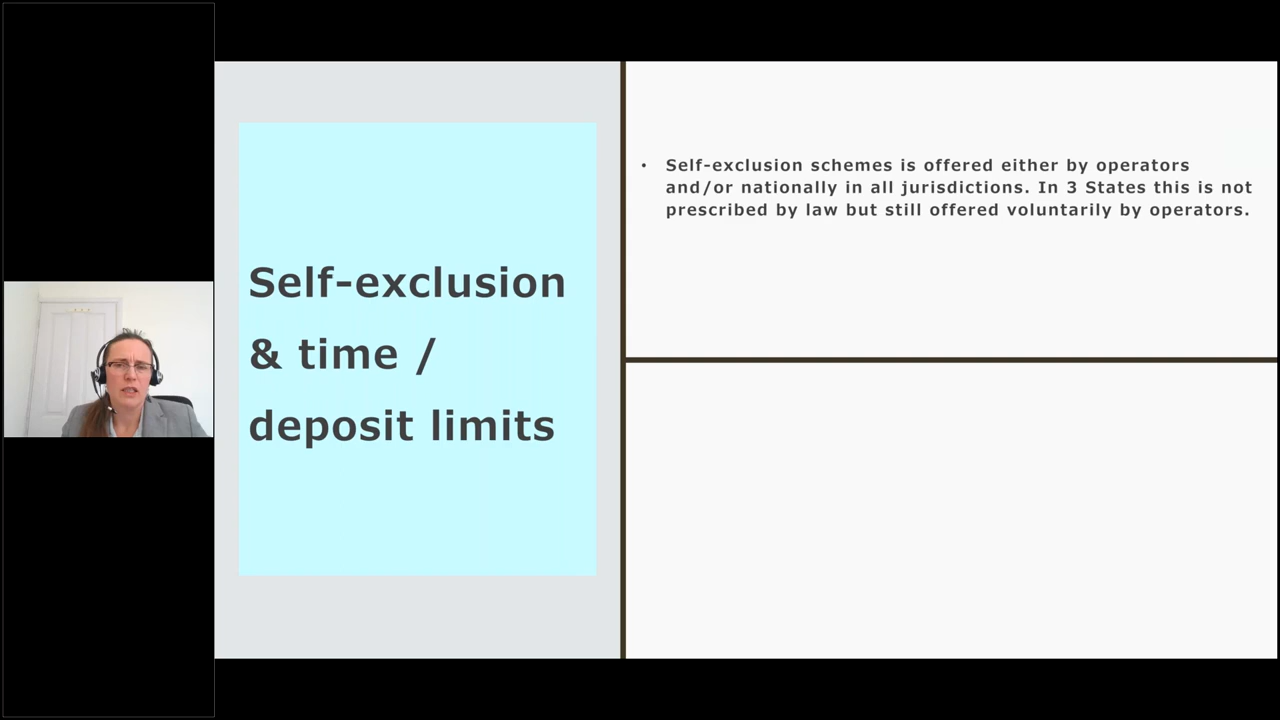 Self-exclusion
& time /
deposit limits
• Self-exclusion schemes is offered either by operators
and/or nationally in all jurisdictions. In 3 States this is not
prescribed by law but still offered voluntarily by operators.